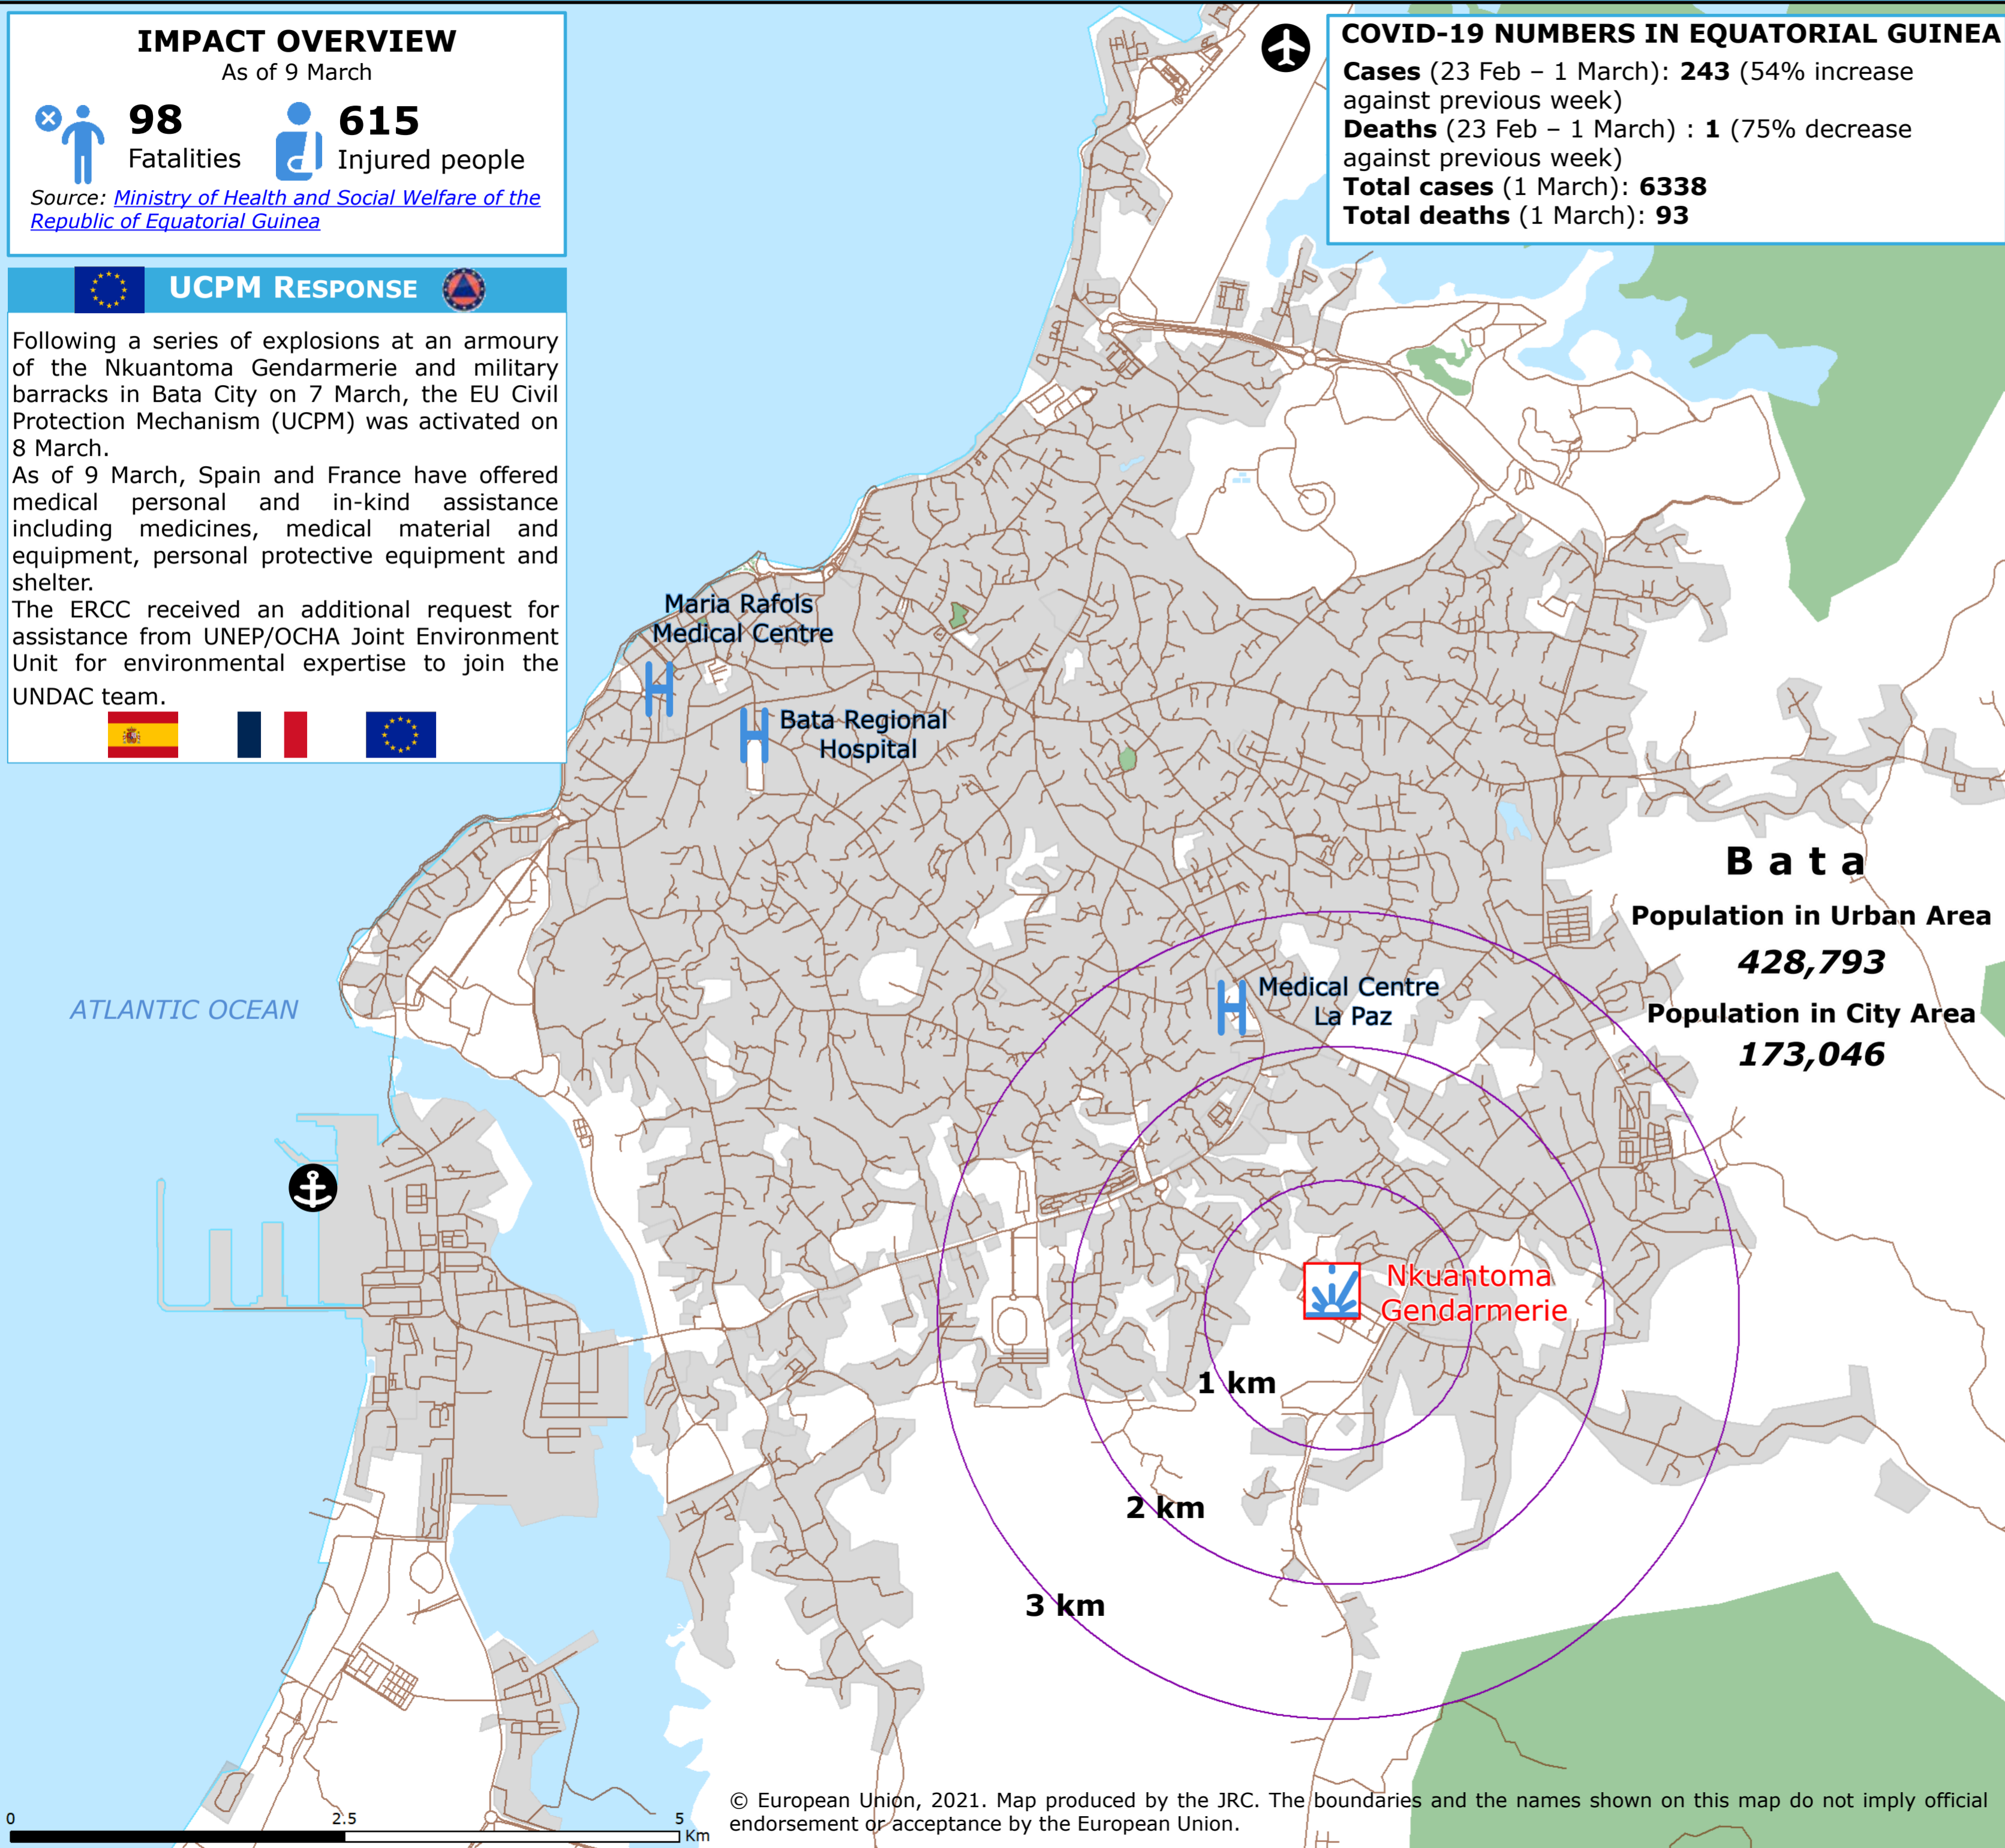 IMPACT OVERVIEW
As of 9 March
98
Fatalities
615
Injured people
Source: Ministry of Health and Social Welfare of the
Republic of Equatorial Guinea
UCPM RESPONSE
Following a series of explosions at an armoury
of the Nkuantoma Gendarmerie and military
barracks in Bata City on 7 March, the EU Civil
Protection Mechanism (UCPM) was activated on
8 March.
As of 9 March, Spain and France have offered
medical personal and in-kind assistance
including medicines, medical material and
equipment, personal protective equipment and
shelter.
The ERCC received an additional request for
assistance from UNEP/OCHA Joint Environment
Unit for environmental expertise to join the
UNDAC team.
COVID-19 NUMBERS IN EQUATORIAL GUINEA
Cases (23 Feb – 1 March): 243 (54% increase
against previous week)
Deaths (23 Feb – 1 March) : 1 (75% decrease
against previous week)
Total cases (1 March): 6338
Total deaths (1 March): 93
Maria Rafols
Medical Centre
H
H
Bata Regional
Hospital
Bata
Population in Urban Area
428,793
Population in City Area
173,046
H
Medical Centre
La Paz
ATLANTIC OCEAN
Nkuantoma
Gendarmerie
1 km
2 km
3 km
0 2.5 5
Km
© European Union, 2021. Map produced by the JRC. The boundaries and the names shown on this map do not imply official
endorsement or acceptance by the European Union.